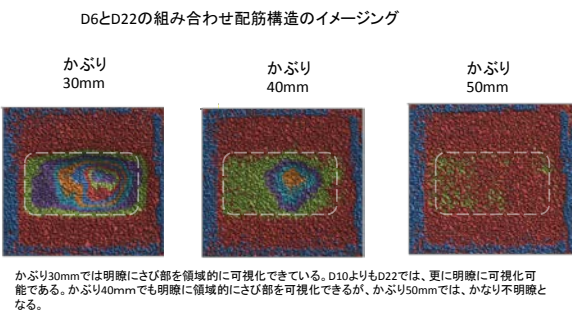 D6とD22の組み合わせ配筋構造のイメージング
かぶり
30mm
かぶり
40mm
かぶり
50mm
かぶり30mmでは明瞭にさび部を領域的に可視化できている。D10よりもD22では、更に明瞭に可視化可
能である。かぶり40mmでも明瞭に領域的にさび部を可視化できるが、かぶり50mmでは、かなり不明瞭と
なる。